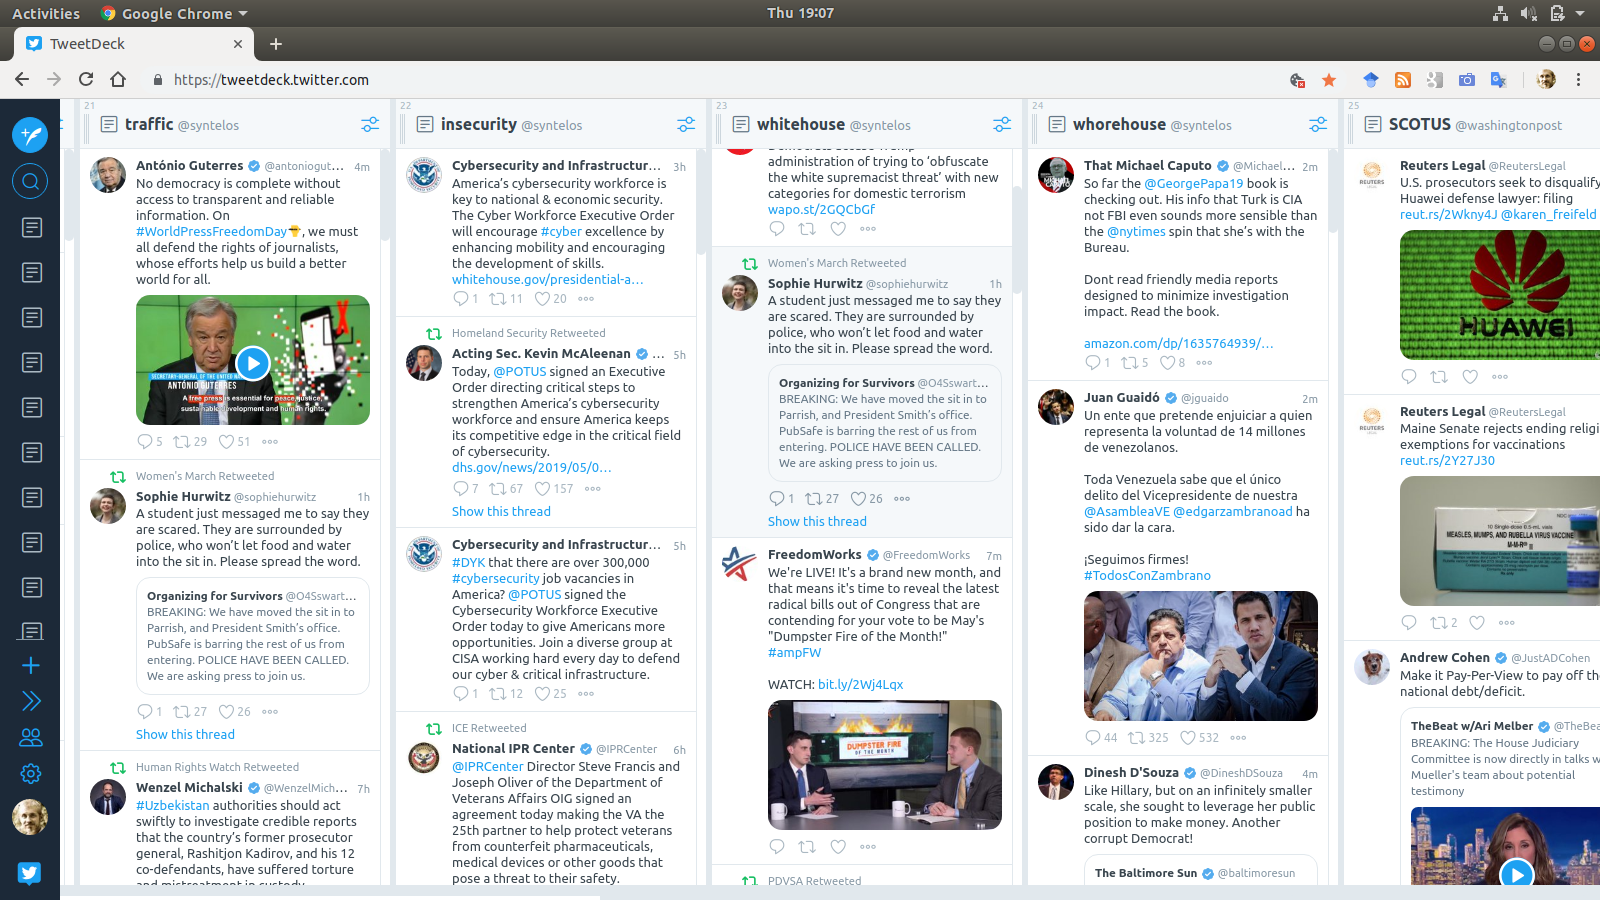 Activities
Google Chrome
Thu 19:07
TweetDeck
https://tweetdeck.twitter.com
21
traffic @syntelos
António Guterres @antoniogut... 4m
No democracy is complete without
access to transparent and reliable
information. On
#WorldPressFreedomDay, we must
all defend the rights of journalists,
whose efforts help us build a better
world for all.
SECRETARY-GENERAL OF THE UNITED NA
ANTÓNIO GUTERRES
A free press is essential for peace, justice,
sustainable development and human rights.
5 29 51
Women's March Retweeted
Sophie Hurwitz @sophiehurwitz 1h
A student just messaged me to say they
are scared. They are surrounded by
police, who won't let food and water
into the sit in. Please spread the word.
Organizing for Survivors @O4Swart...
BREAKING: We have moved the sit in to
Parrish, and President Smith's office.
PubSafe is barring the rest of us from
entering. POLICE HAVE BEEN CALLED.
We are asking press to join us.
1 27 26
Show this thread
Human Rights Watch Retweeted
Wenzel Michalski @WenzelMich... 7h
#Uzbekistan authorities should act
swiftly to investigate credible reports
that the country's former prosecutor
general, Rashitjon Kadirov, and his 12
co-defendants, have suffered torture
and mistreatment in custody
22
insecurity @syntelos
Cybersecurity and Infrastructur... 3h
America's cybersecurity workforce is
key to national & economic security.
The Cyber Workforce Executive Order
will encourage #cyber excellence by
enhancing mobility and encouraging
the development of skills.
whitehouse.gov/presidential-a...
1 11 20
Homeland Security Retweeted
Acting Sec. Kevin McAleenan ... 5h
Today, @POTUS signed an Executive
Order directing critical steps to
strengthen America's cybersecurity
workforce and ensure America keeps
its competitive edge in the critical field
of cybersecurity.
dhs.gov/news/2019/05/0...
7 67 157
Show this thread
Cybersecurity and Infrastructur... 5h
#DYK that there are over 300,000
#cybersecurity job vacancies in
America? @POTUS signed the
Cybersecurity Workforce Executive
Order today to give Americans more
opportunities. Join a diverse group at
CISA working hard every day to defend
our cyber & critical infrastructure.
1 12 25
ICE Retweeted
National IPR Center @IPRCenter 6h
@IPRCenter Director Steve Francis and
Joseph Oliver of the Department of
Veterans Affairs OIG signed an
agreement today making the VA the
25th partner to help protect veterans
from counterfeit pharmaceuticals,
medical devices or other goods that
pose a threat to their safety.
23
whitehouse @syntelos
Democrats accuse Trump
administration of trying to 'obfuscate
the white supremacist threat' with new
categories for domestic terrorism
wapo.st/2GQCbGf
Women's March Retweeted
Sophie Hurwitz @sophiehurwitz 1h
A student just messaged me to say they
are scared. They are surrounded by
police, who won't let food and water
into the sit in. Please spread the word.
Organizing for Survivors @O4Sswart...
BREAKING: We have moved the sit in to
Parrish, and President Smith's office.
PubSafe is barring the rest of us from
entering. POLICE HAVE BEEN CALLED.
We are asking press to join us.
1 27 26
Show this thread
FreedomWorks @FreedomWorks 7m
We're LIVE! It's a brand new month, and
that means it's time to reveal the latest
radical bills out of Congress that are
contending for your vote to be May's
"Dumpster Fire of the Month!"
#ampFW
WATCH: bit.ly/2Wj4Lqx
DUMPSTER FIRE
OF THE MONTH
PDVSA Retweeted
24
whorehouse @syntelos
That Michael Caputo @Michael... 2m
So far the @GeorgePapa19 book is
checking out. His info that Turk is CIA
not FBI even sounds more sensible than
the @nytimes spin that she's with the
Bureau.
Dont read friendly media reports
designed to minimize investigation
impact. Read the book.
amazon.com/dp/1635764939/...
1 5 8
Juan Guaidó @jguaido 2m
Un ente que pretende enjuiciar a quien
representa la voluntad de 14 millones
de venezolanos.
Toda Venezuela sabe que el único
delito del Vicepresidente de nuestra
@AsambleaVE @edgarzambranoad ha
sido dar la cara.
¡Seguimos firmes!
#TodosConZambrano
44 325 532
Dinesh D'Souza @DineshDSouza 4m
Like Hillary, but on an infinitely smaller
scale, she sought to leverage her public
position to make money. Another
corrupt Democrat!
The Baltimore Sun @baltimoresun
25
SCOTUS @washingtonpost
REUTERS
Reuters Legal @ReutersLegal
U.S. prosecutors seek to disqualify
Huawei defense lawyer: filing
reut.rs/2Wkny4J @karen_freifeld
HUAWEI
REUTERS
Reuters Legal @ReutersLegal
Maine Senate rejects ending religi
exemptions for vaccinations
reut.rs/2Y27J30
10 Single-dose 0.5-mL vials
MEASLES, MUMPS, AND RUBELLA VIRUS VACCINE
M-M-R II
2
Andrew Cohen @JustADCohen
Make it Pay-Per-View to pay off the
national debt/deficit.
TheBeat w/Ari Melber @TheBea
BREAKING: The House Judiciary
Committee is now directly in talks w
Mueller's team about potential
testimony